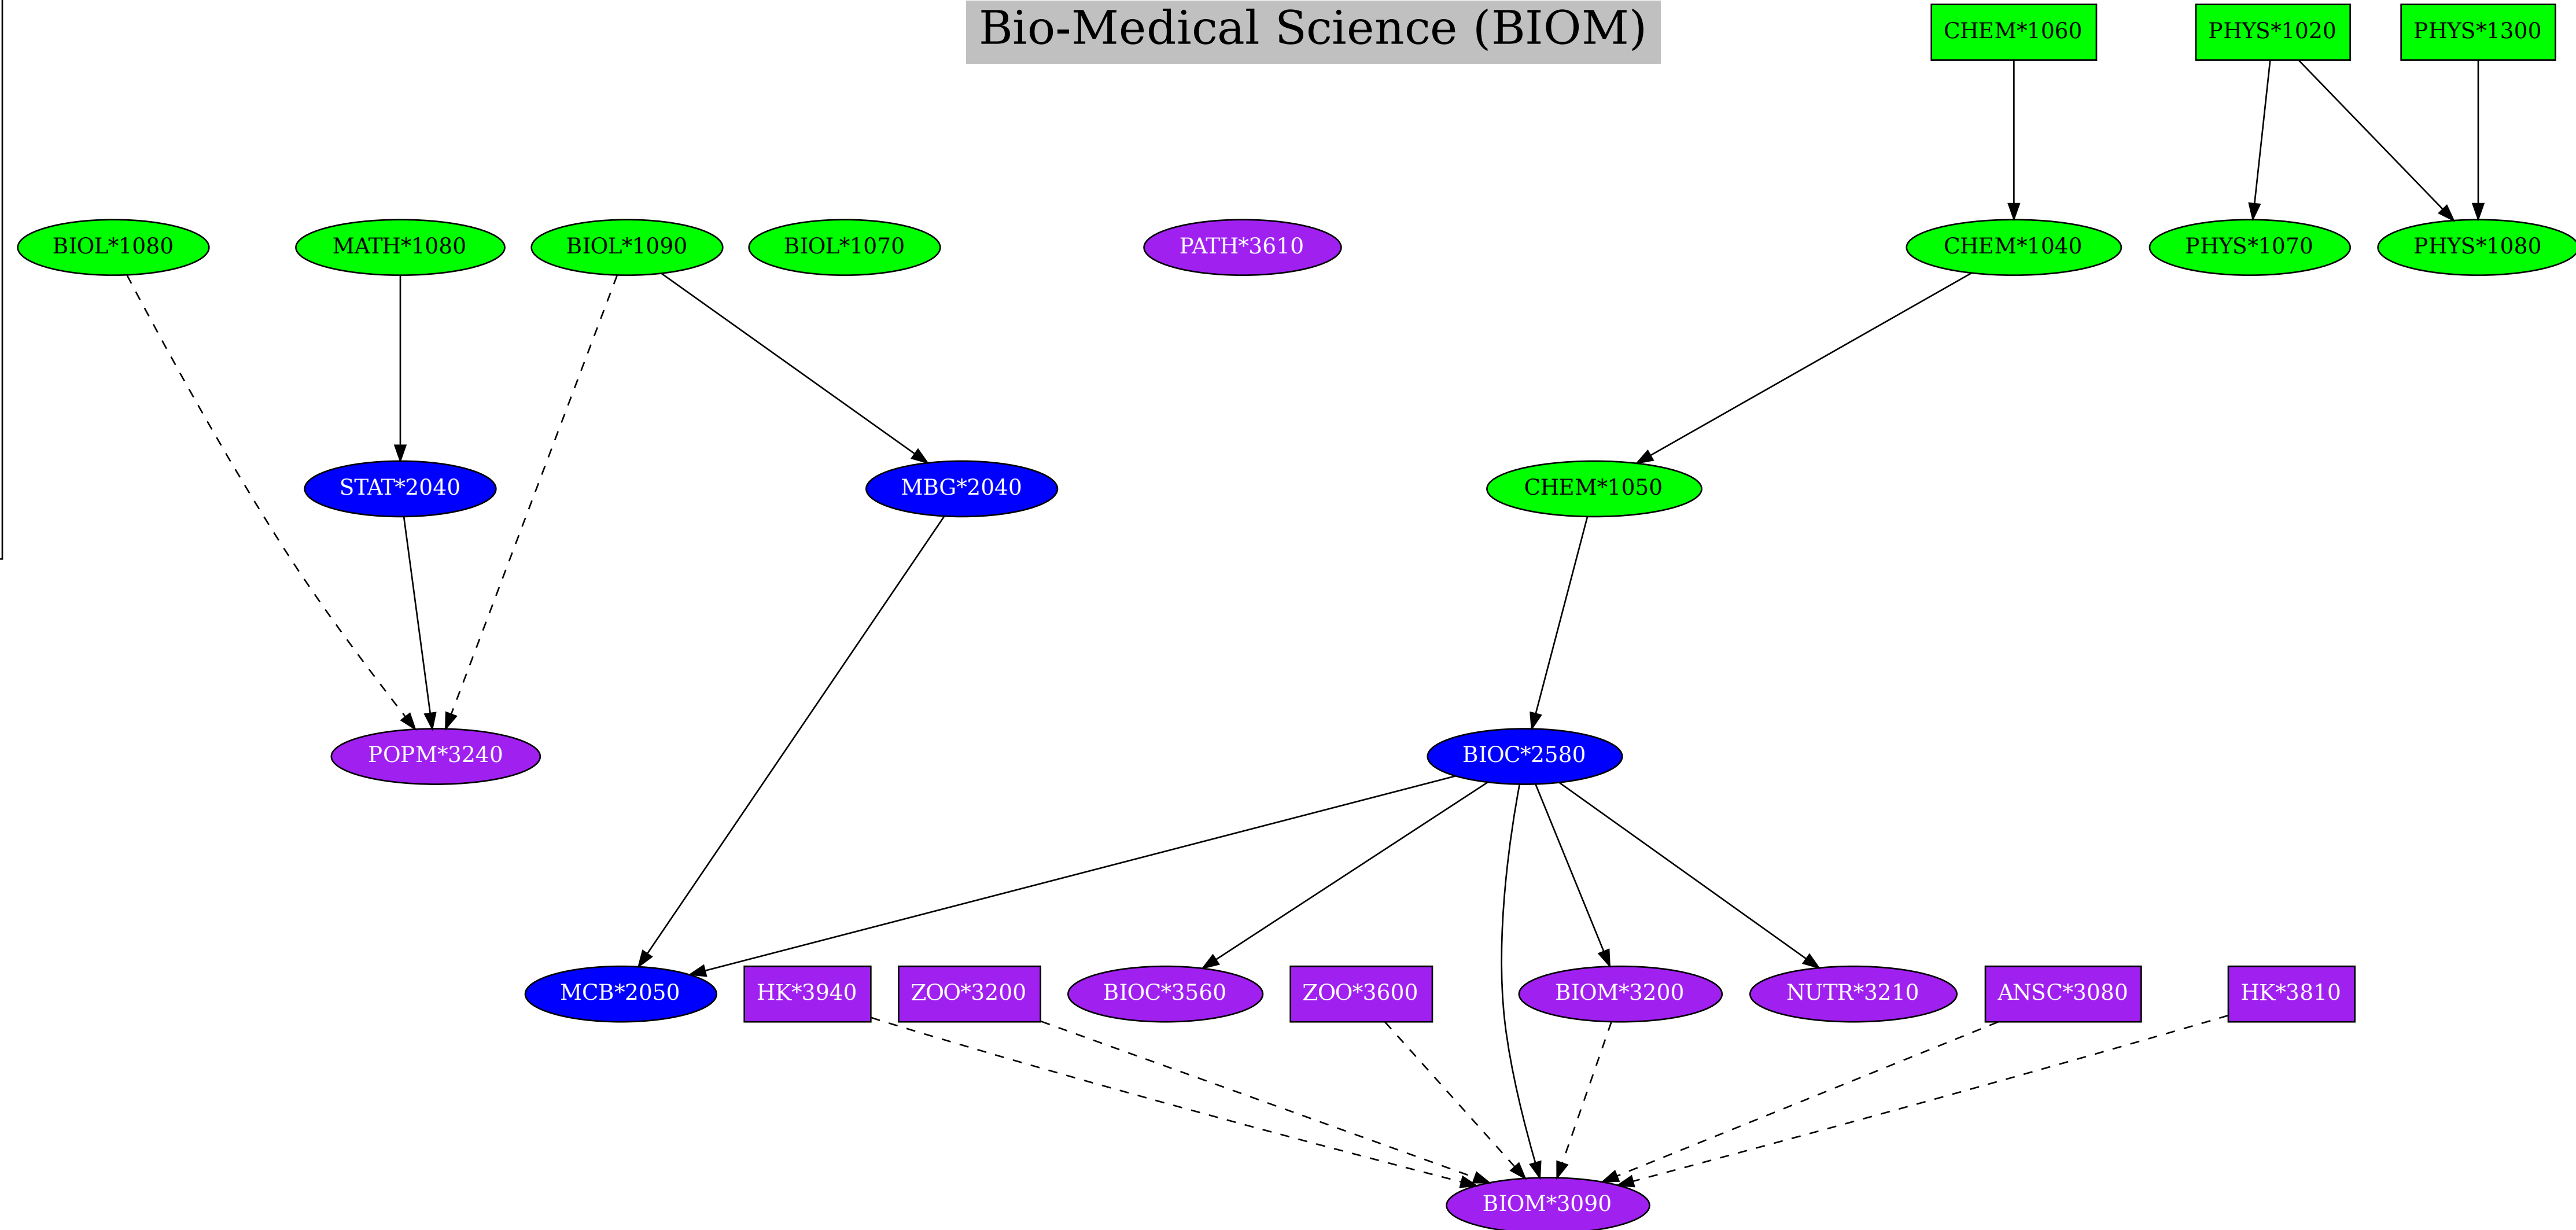 Bio-Medical Science (BIOM)
CHEM*1060
PHYS*1020
PHYS*1300
BIOL*1080
MATH*1080
BIOL*1090
BIOL*1070
PATH*3610
CHEM*1040
PHYS*1070
PHYS*1080
STAT*2040
MBG*2040
CHEM*1050
POPM*3240
BIOC*2580
MCB*2050
HK*3940
ZOO*3200
BIOC*3560
ZOO*3600
BIOM*3200
NUTR*3210
ANSC*3080
HK*3810
BIOM*3090